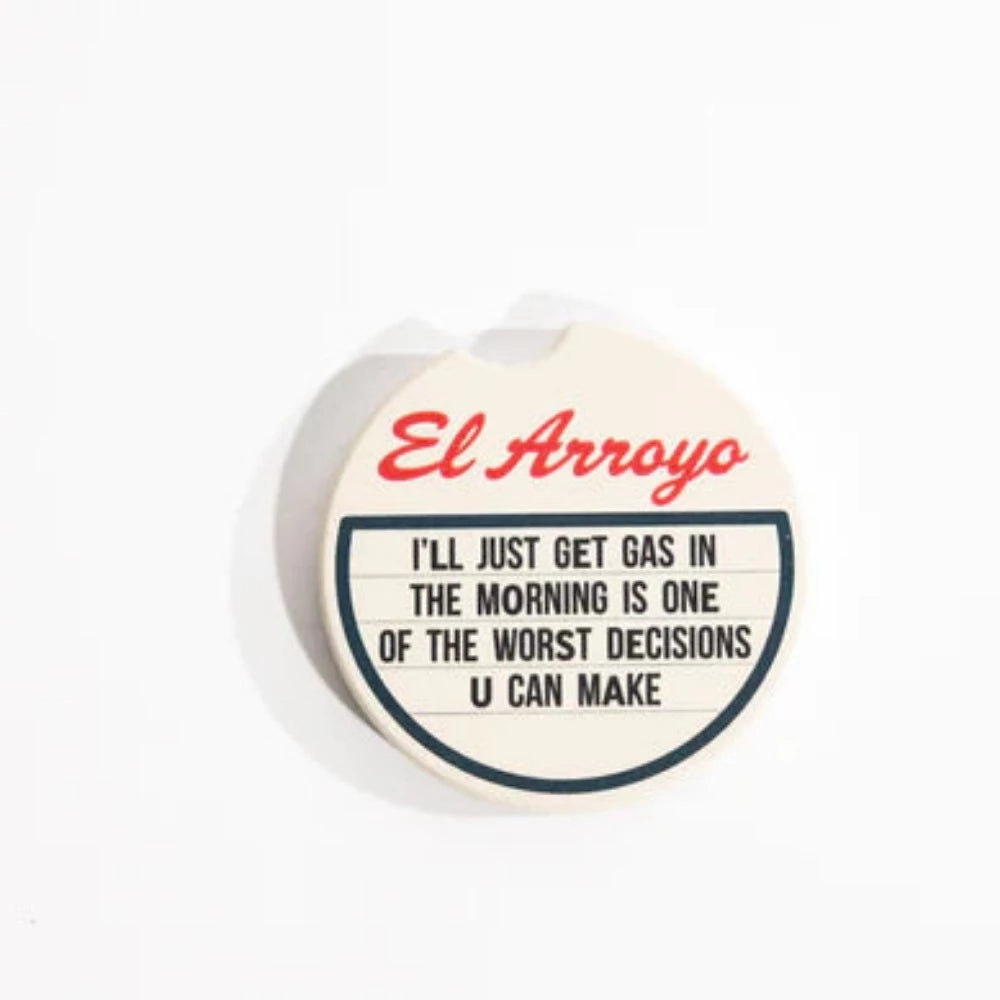 El Arroyo
I'LL JUST GET GAS IN
THE MORNING IS ONE
OF THE WORST DECISIONS
U CAN MAKE